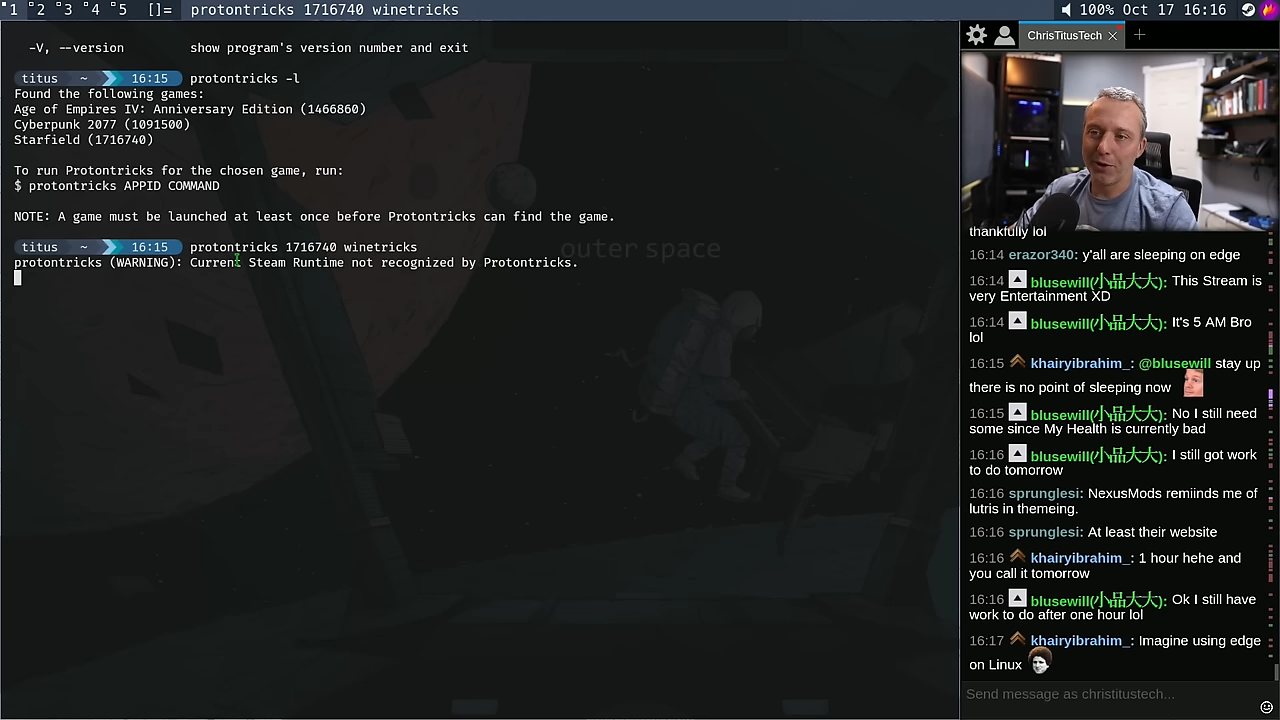 1 2 3 4 5 []= protontricks 1716740 winetricks 100% Oct 17 16:16
-V, --version show program's version number and exit
titus ~ 16:15 protontricks -l
Found the following games:
Age of Empires IV: Anniversary Edition (1466860)
Cyberpunk 2077 (1091500)
Starfield (1716740)
To run Protontricks for the chosen game, run:
$ protontricks APPID COMMAND
NOTE: A game must be launched at least once before Protontricks can find the game.
titus ~ 16:15 protontricks 1716740 winetricks
protontricks (WARNING): Current Steam Runtime not recognized by Protontricks.
outer space
ChrisTitusTech
thankfully lol
16:14 erazor340: y'all are sleeping on edge
16:14 blusewill(小品大大): This Stream is
very Entertainment XD
16:14 blusewill(小品大大): It's 5 AM Bro
lol
16:15 khairyibrahim_: @blusewill stay up
there is no point of sleeping now
16:15 blusewill(小品大大): No I still need
some since My Health is currently bad
16:16 blusewill(小品大大): I still got work
to do tomorrow
16:16 sprunglesi: NexusMods remiinds me of
lutris in themeing.
16:16 sprunglesi: At least their website
16:16 khairyibrahim_: 1 hour hehe and
you call it tomorrow
16:16 blusewill(小品大大): Ok I still have
work to do after one hour lol
16:17 khairyibrahim_: Imagine using edge
on Linux
Send message as christitustech...